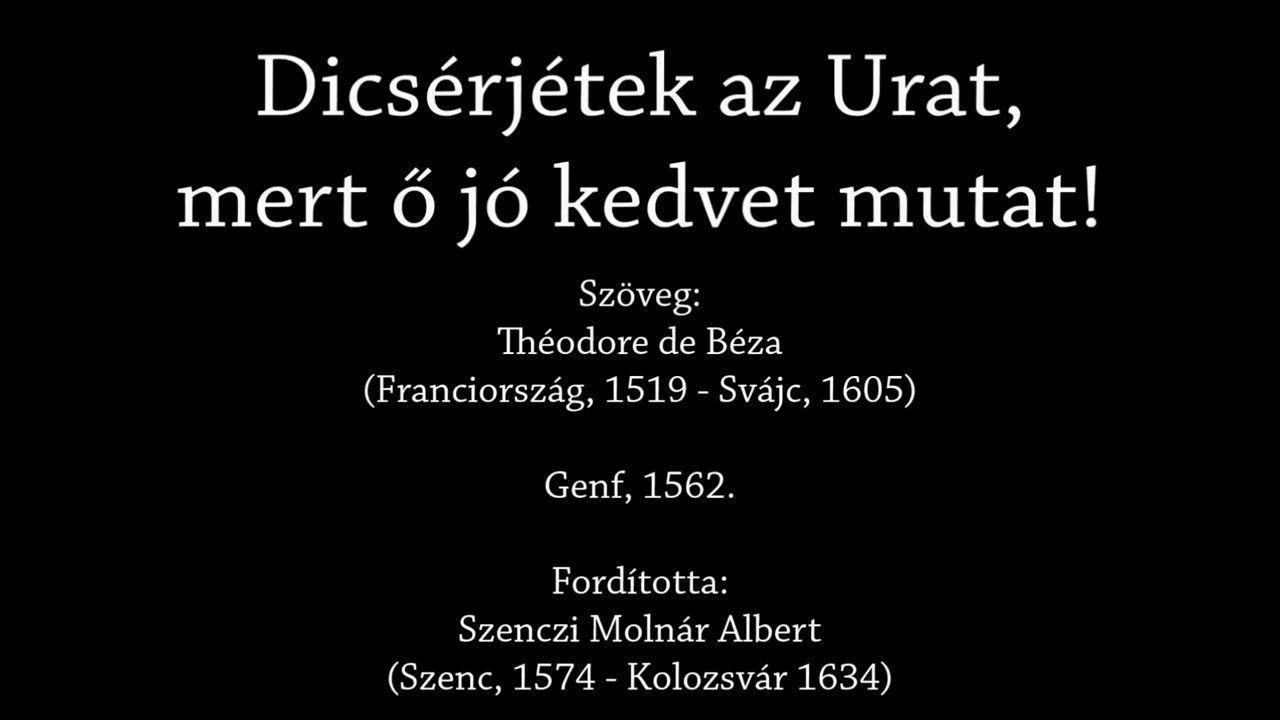 Dicsérjétek az Urat,
mert ő jó kedvet mutat!
Szöveg:
Théodore de Béza
(Franciország, 1519 - Svájc, 1605)
Genf, 1562.
Fordította:
Szenczi Molnár Albert
(Szenc, 1574 - Kolozsvár 1634)